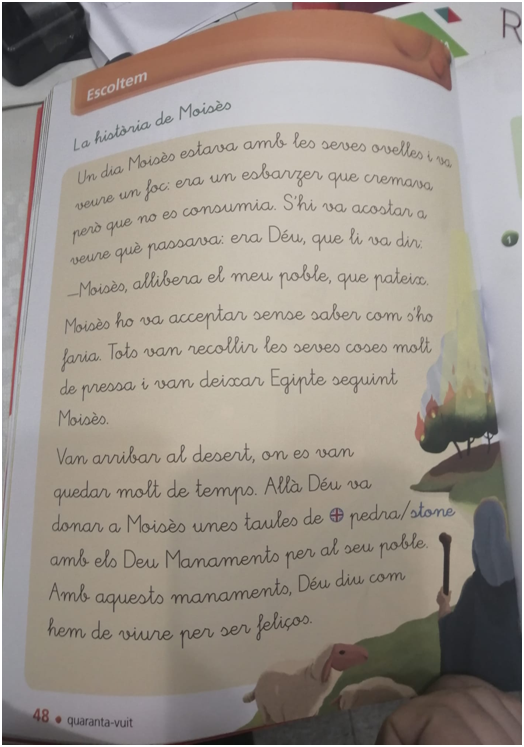 Escoltem
La història de Moisès
Un dia Moisès estava amb les seves ovelles i va
veure un foc: era un esbarzer que cremava
però que no es consumia. S'hi va acostar a
veure què passava: era Déu, que li va dir:
—Moisès, allibera el meu poble, que pateix.
Moisès ho va acceptar sense saber com s'ho
faria. Tots van recollir les seves coses molt
de pressa i van deixar Egipte seguint
Moisès.
Van arribar al desert, on es van
quedar molt de temps. Allà Déu va
donar a Moisès unes taules de pedra/stone
amb els Deu Manaments per al seu poble.
Amb aquests manaments, Déu diu com
hem de viure per ser feliços.
48 • quaranta-vuit
R
1